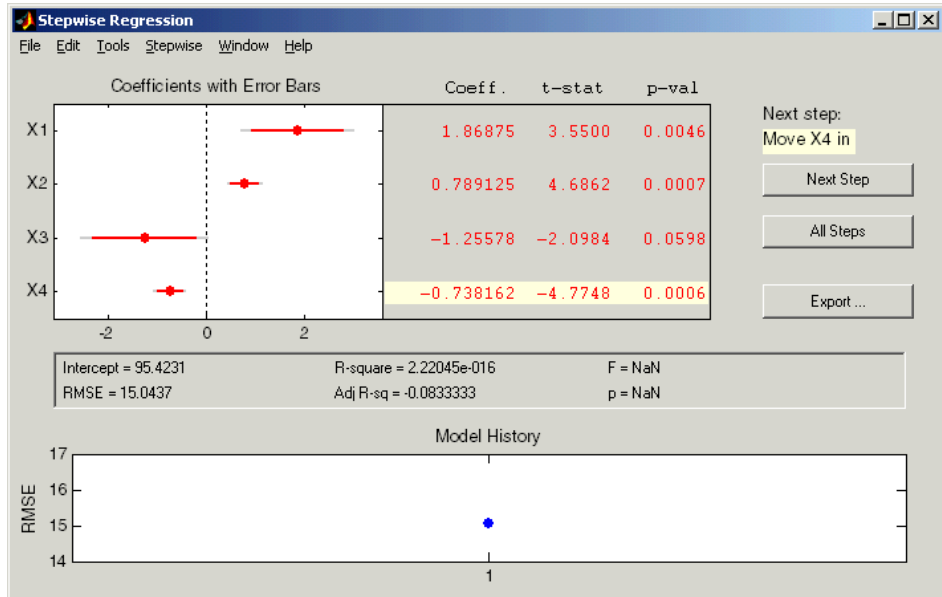 Stepwise Regression
File Edit Tools Stepwise Window Help
Coefficients with Error Bars
Coeff. t-stat p-val
X1 1.86875 3.5500 0.0046
X2 0.789125 4.6862 0.0007
X3 -1.25578 -2.0984 0.0598
X4 -0.738162 -4.7748 0.0006
-2 0 2
Next step:
Move X4 in
Next Step
All Steps
Export ...
Intercept = 95.4231 R-square = 2.22045e-016 F = NaN
RMSE = 15.0437 Adj R-sq = -0.0833333 p = NaN
Model History
RMSE
17
16
15
14
1